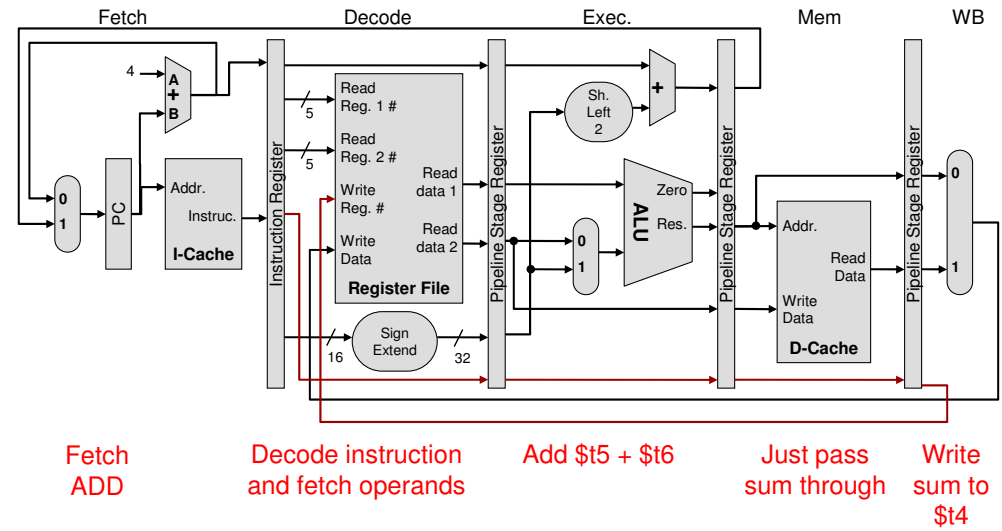 Fetch
Decode
Exec.
Mem
WB
4
A
+
B
0
1
PC
Addr.
Instruc.
I-Cache
Instruction Register
5
5
Read
Reg. 1 #
Read
Reg. 2 #
Write
Reg. #
Write
Data
Read
data 1
Read
data 2
Register File
16
Sign
Extend
32
Pipeline Stage Register
Sh.
Left
2
+
0
1
ALU
Zero
Res.
Pipeline Stage Register
Addr.
Read
Data
Write
Data
D-Cache
Pipeline Stage Register
0
1
Fetch
ADD
Decode instruction
and fetch operands
Add $t5 + $t6
Just pass
sum through
Write
sum to
$t4